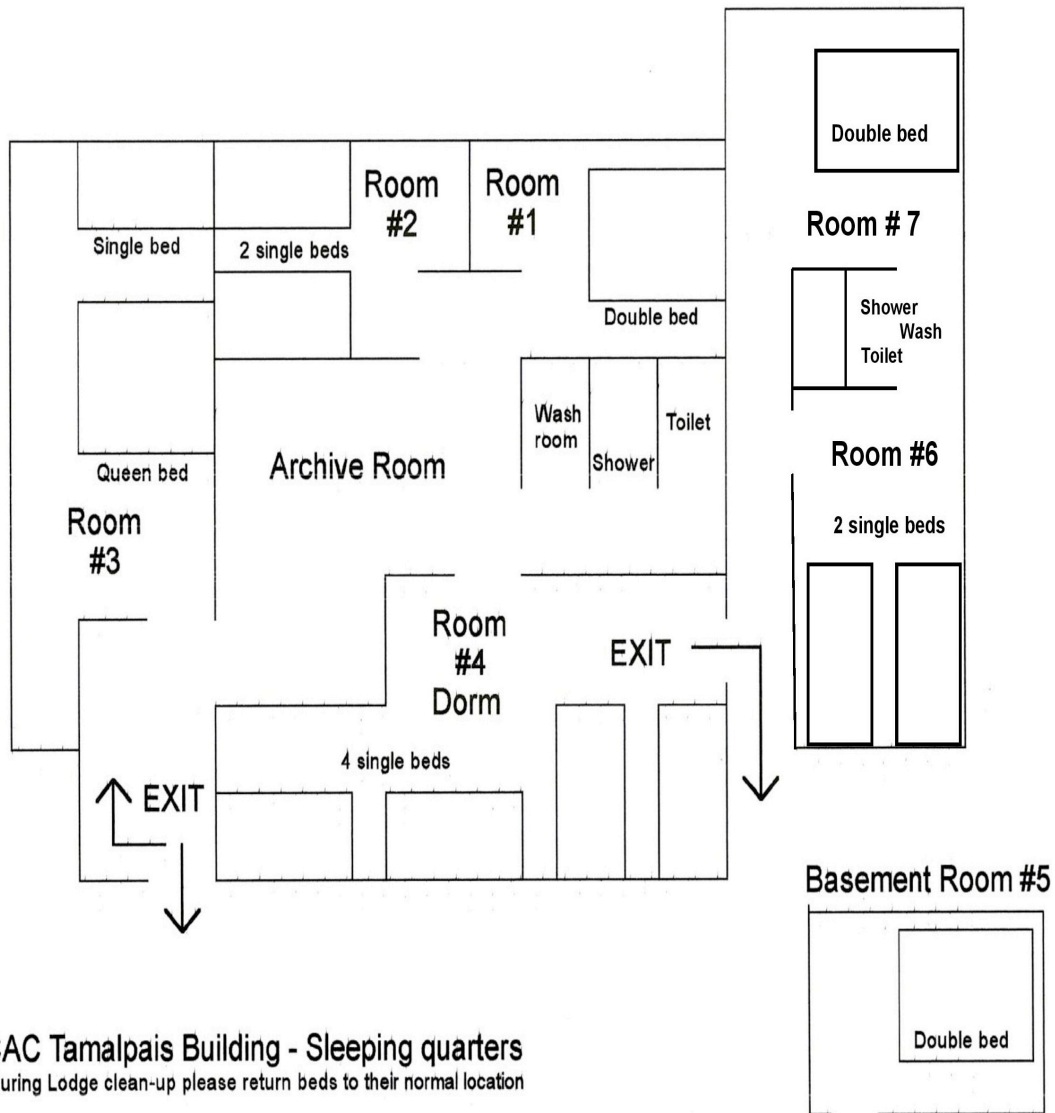 Double bed
Room
#2
Room
#1
Room # 7
Single bed
2 single beds
Double bed
Shower
Wash
Toilet
Wash
room
Shower
Toilet
Archive Room
Queen bed
Room #6
Room
#3
2 single beds
Room
#4
Dorm
EXIT
4 single beds
EXIT
Basement Room #5
Double bed
AC Tamalpais Building - Sleeping quarters
uring Lodge clean-up please return beds to their normal location